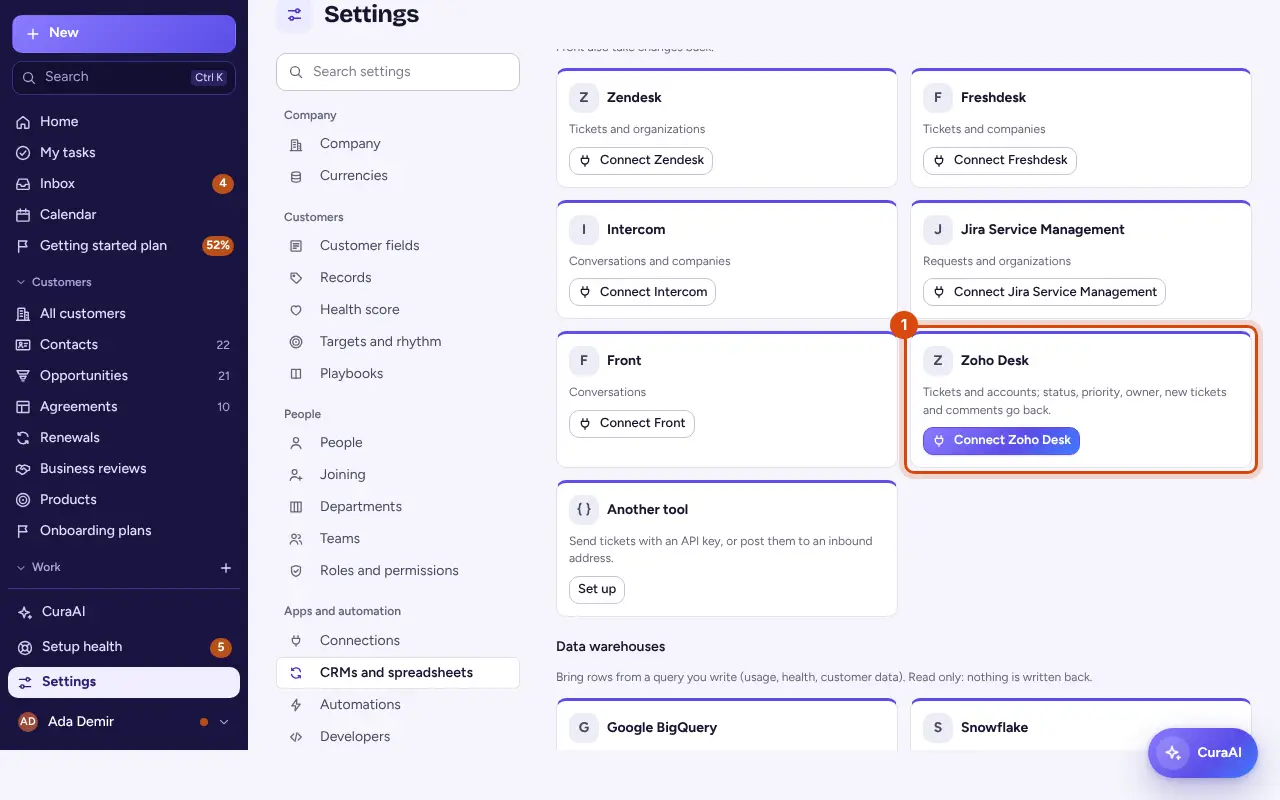 New
Search
Ctrl K
Home
My tasks
Inbox
4
Calendar
Getting started plan
52%
Customers
All customers
Contacts
22
Opportunities
21
Agreements
10
Renewals
Business reviews
Products
Onboarding plans
Work
CuraAI
Setup health
5
Settings
AD
Ada Demir
Settings
Search settings
Company
Company
Currencies
Customers
Customer fields
Records
Health score
Targets and rhythm
Playbooks
People
People
Joining
Departments
Teams
Roles and permissions
Apps and automation
Connections
CRMs and spreadsheets
Automations
Developers
Front also take changes back.
Z
Zendesk
Tickets and organizations
Connect Zendesk
F
Freshdesk
Tickets and companies
Connect Freshdesk
I
Intercom
Conversations and companies
Connect Intercom
J
Jira Service Management
Requests and organizations
Connect Jira Service Management
F
Front
Conversations
Connect Front
1
Z
Zoho Desk
Tickets and accounts; status, priority, owner, new tickets
and comments go back.
Connect Zoho Desk
{ }
Another tool
Send tickets with an API key, or post them to an inbound
address.
Set up
Data warehouses
Bring rows from a query you write (usage, health, customer data). Read only: nothing is written back.
G
Google BigQuery
S
Snowflake
CuraAI